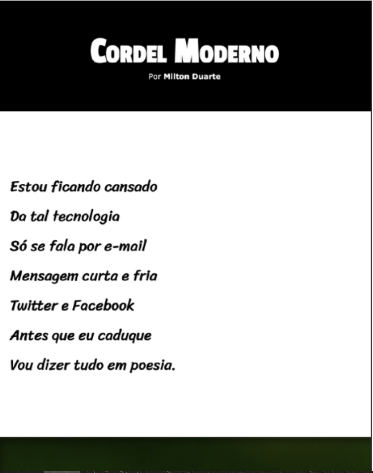 CORDEL MODERNO
Por Milton Duarte
Estou ficando cansado
Da tal tecnologia
Só se fala por e-mail
Mensagem curta e fria
Twitter e Facebook
Antes que eu caduque
Vou dizer tudo em poesia.